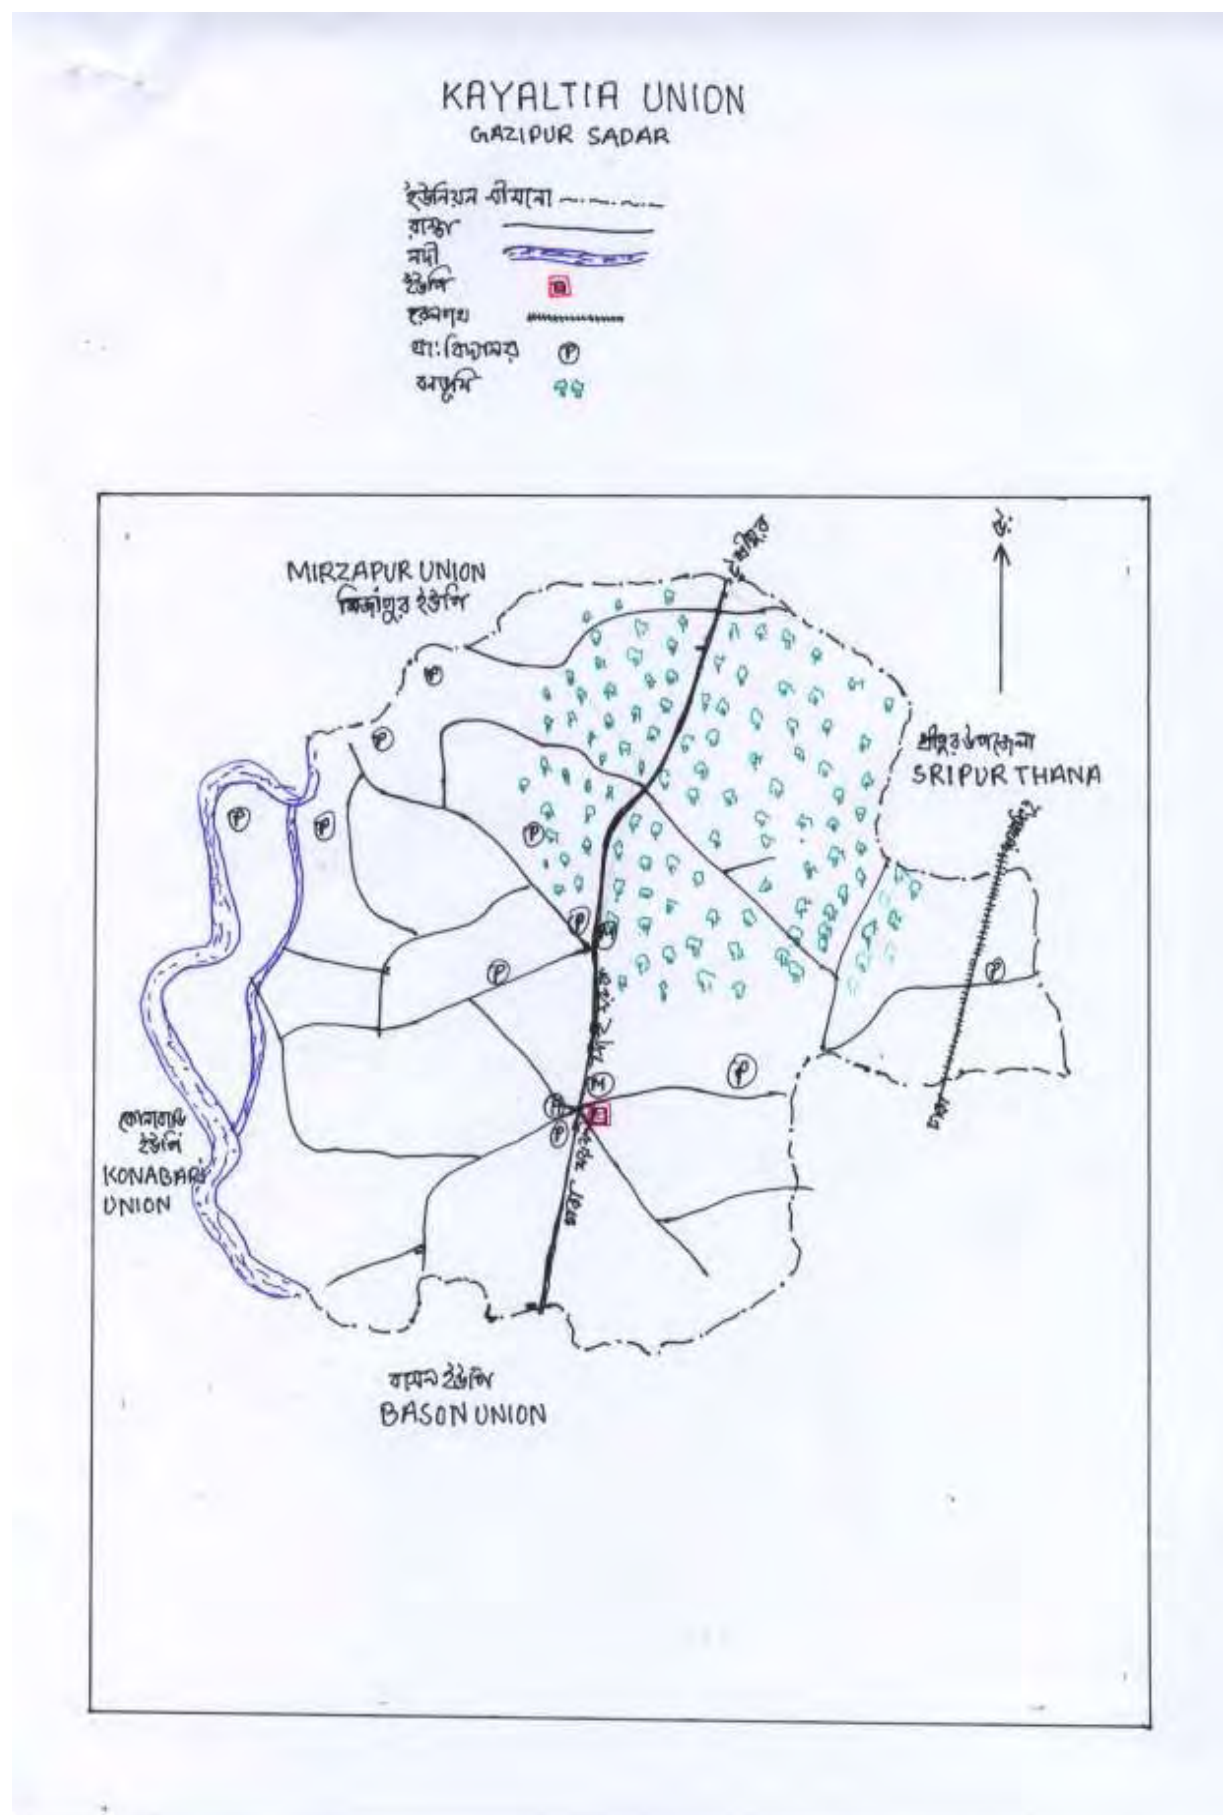 KAYALTIA UNION
GAZIPUR SADAR
ইউনিয়ন সীমানা
রাস্তা
নদী
ইউপি
রেলপথ
প্রা: বিদ্যালয়
বনভূমি
উ:
MIRZAPUR UNION
মির্জাপুর ইউপি
P
P
শ্রীপুর উপজেলা
SRIPUR THANA
P
P
P
P
P
P
P
M
P
P
কোনাবাড়ি
ইউপি
KONABARI
UNION
বাসন ইউপি
BASON UNION